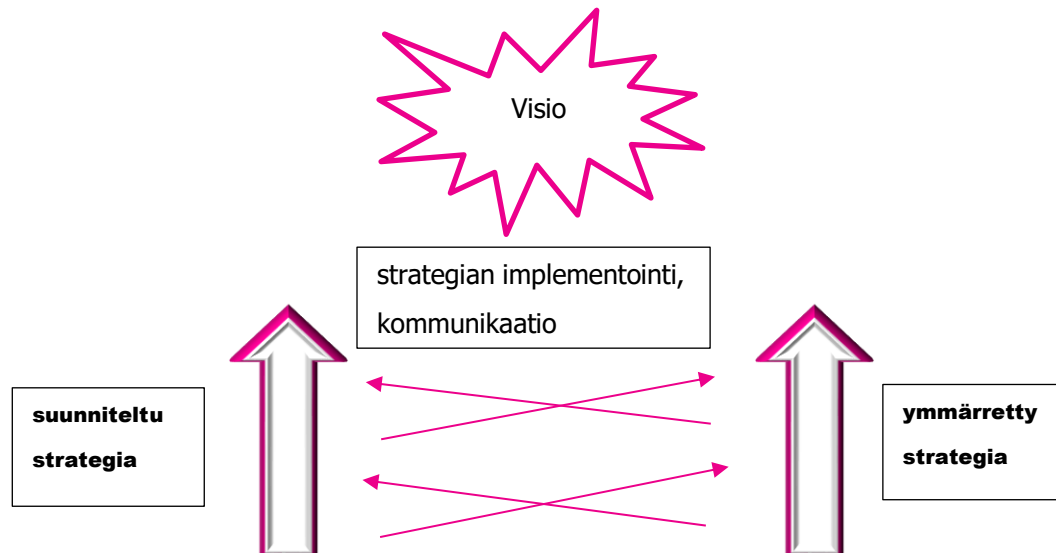 Visio
strategian implementointi,
kommunikaatio
suunniteltu
strategia
ymmärretty
strategia